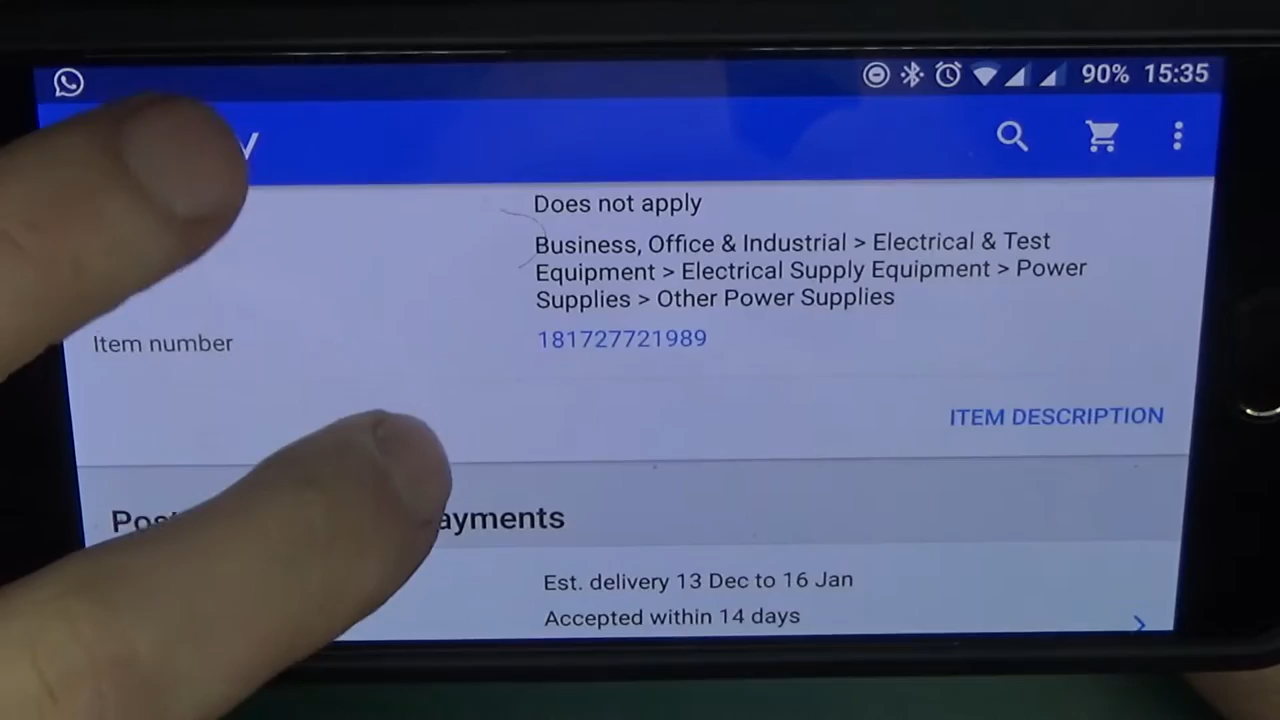 90% 15:35
Does not apply
Business, Office & Industrial > Electrical & Test
Equipment > Electrical Supply Equipment > Power
Supplies > Other Power Supplies
Item number 181727721989
ITEM DESCRIPTION
Est. delivery 13 Dec to 16 Jan
Accepted within 14 days